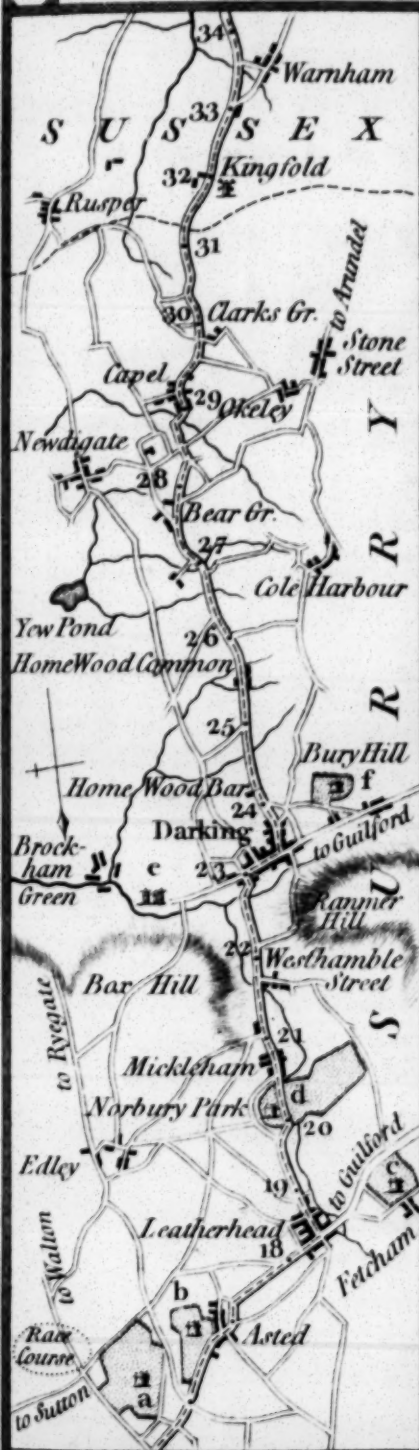 34
Warnham
33
S U S S E X
32
Kingfold
Rusper
31
to Arundel
30
Clarks Gr.
Stone
Street
Capel
29
Okeley
Newdigate
28
Bear Gr.
27
Cole Harbour
Yew Pond
26
Home Wood Common
25
Bury Hill
Home Wood Bar.
24
f
Darking
to Guilford
Brock-
ham
Green
e
23
Ranmer
Hill
22
Westhamble
Street
Box Hill
to Ryegate
21
Mickleham
d
Norbury Park
20
Edley
19
to Guilford
c
Leatherhead
18
Fetcham
to Walton
b
Race
Course
Asted
a
to Sutton
S U R R Y